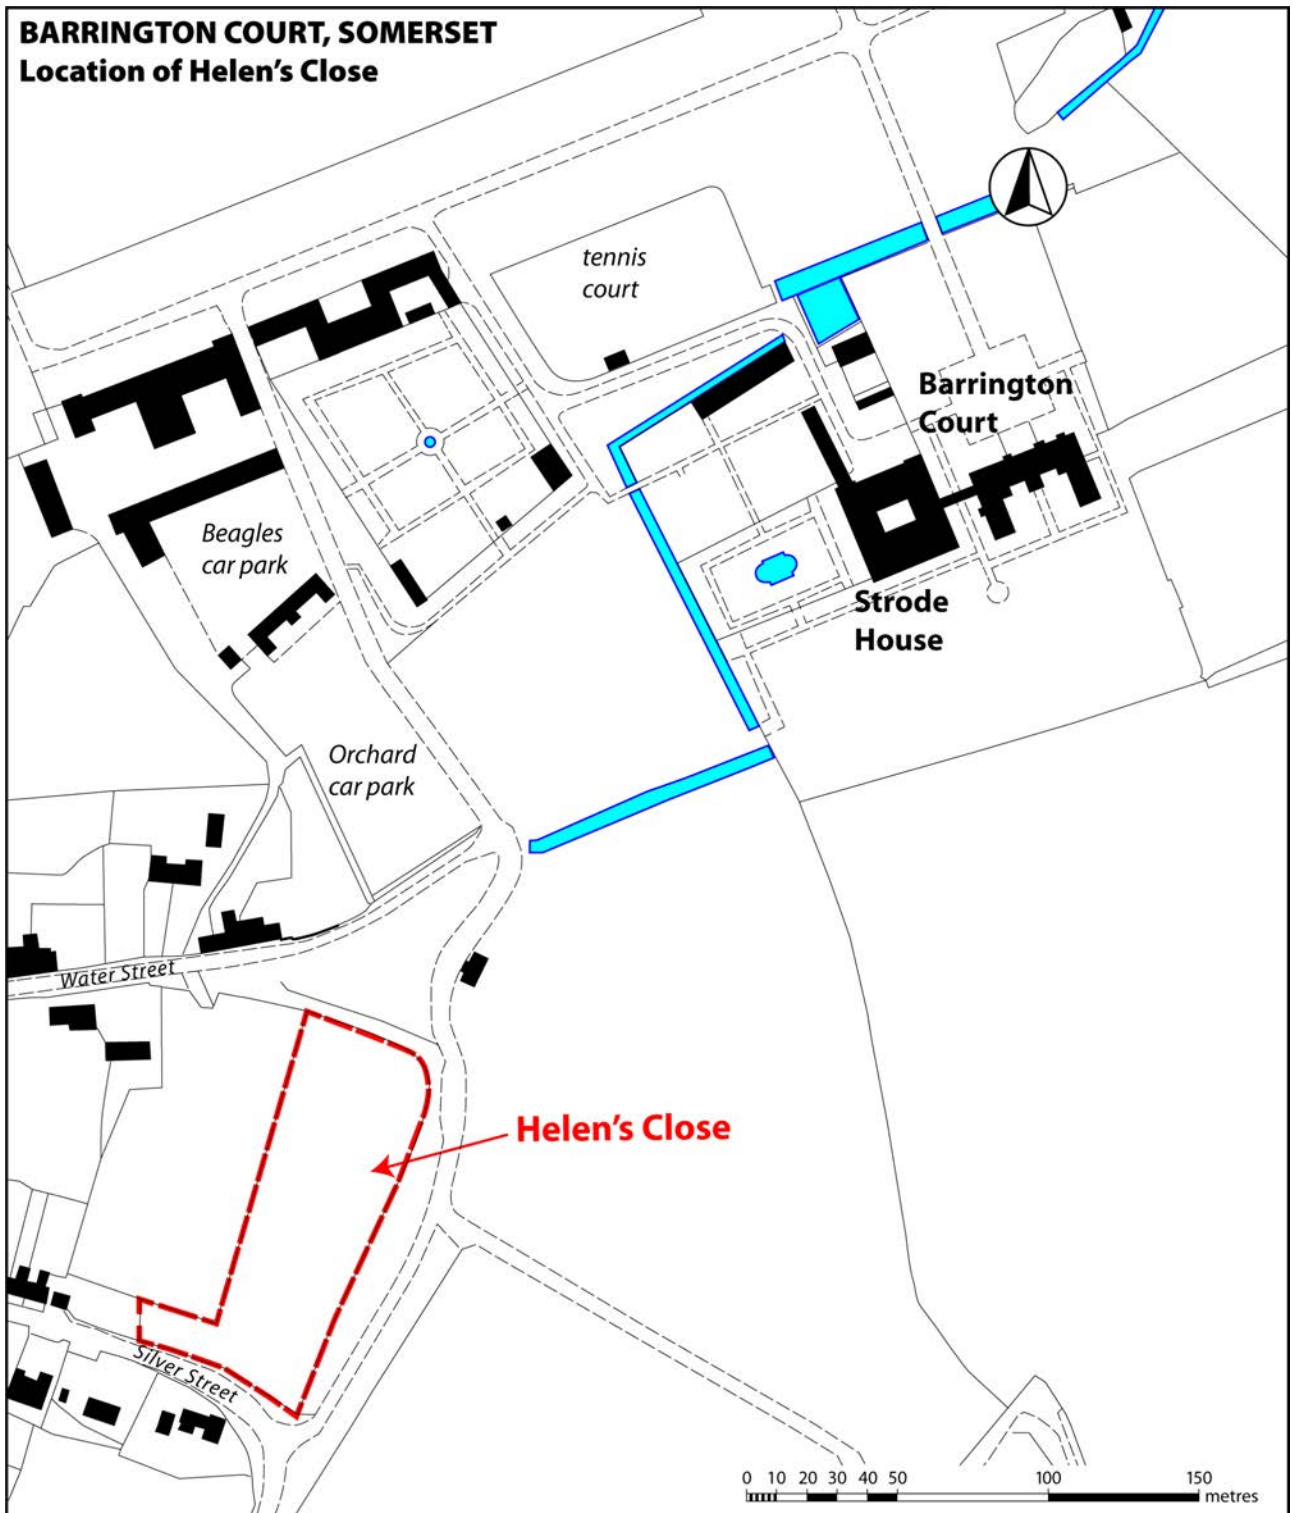 BARRINGTON COURT, SOMERSET
Location of Helen's Close
tennis
court
Barrington
Court
Beagles
car park
Strode
House
Orchard
car park
Water Street
Helen's Close
Silver Street
0 10 20 30 40 50 100 150
metres